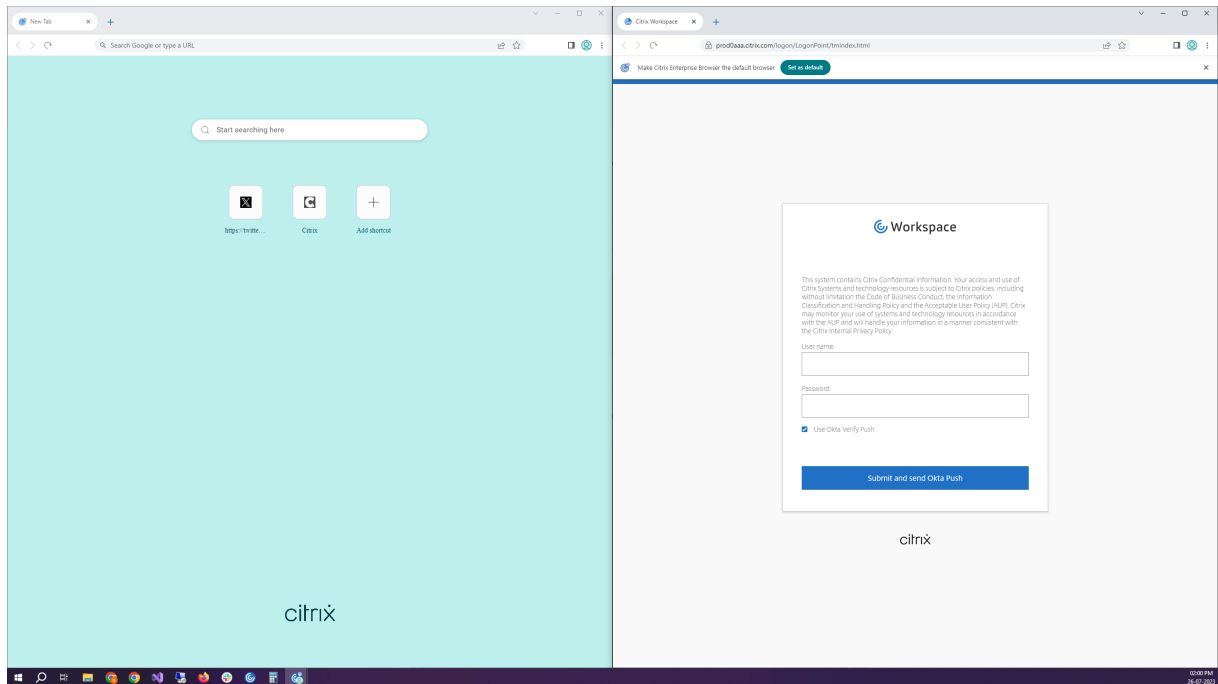 New Tab
Search Google or type a URL
Start searching here
https://twitte...
Citrix
Add shortcut
citrix
Citrix Workspace
prod0aaa.citrix.com/logon/LogonPoint/tmindex.html
Make Citrix Enterprise Browser the default browser
Set as default
Workspace
This system contains Citrix Confidential information. Your access and use of
Citrix Systems and technology resources is subject to Citrix policies, including
without limitation the Code of Business Conduct, the Information
Classification and Handling Policy and the Acceptable User Policy (AUP). Citrix
may monitor your use of systems and technology resources in accordance
with the AUP and will handle your information in a manner consistent with
the Citrix Internal Privacy Policy.
User name:
Password:
Use Okta Verify Push
Submit and send Okta Push
citrix
02:00 PM
26-07-2023